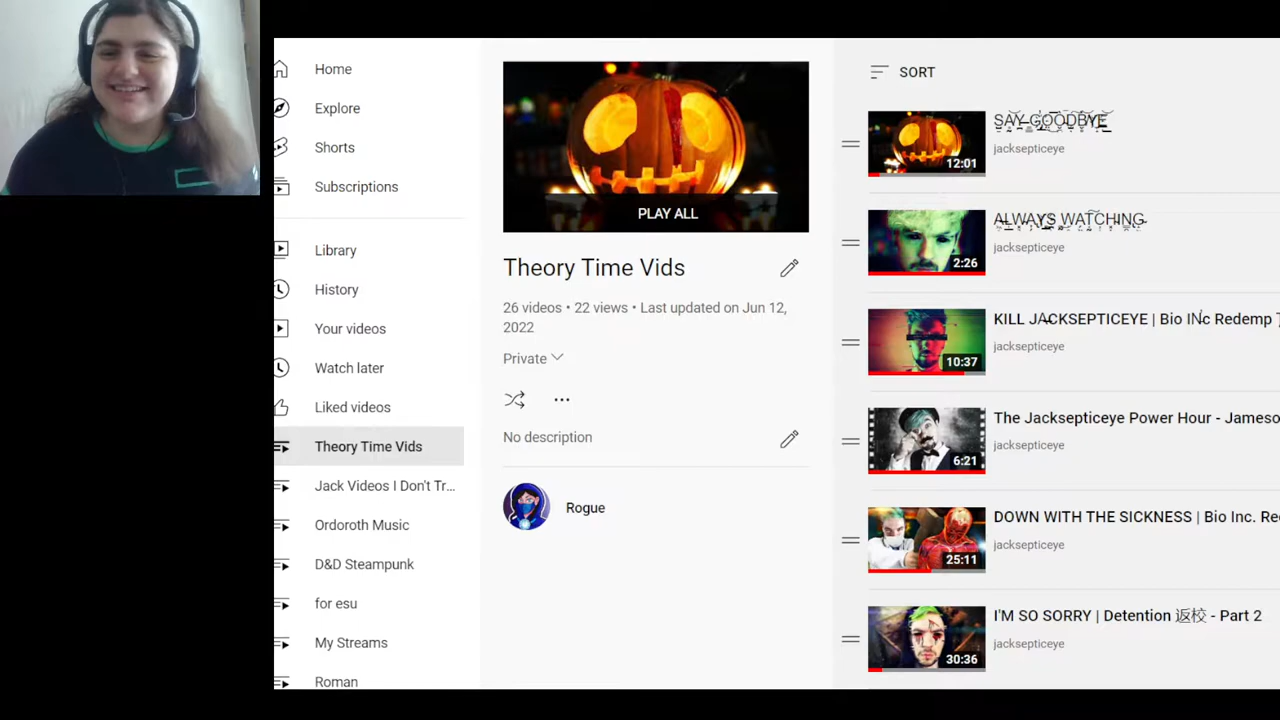 Home
Explore
Shorts
Subscriptions
Library
History
Your videos
Watch later
Liked videos
Theory Time Vids
Jack Videos I Don't Tr...
Ordoroth Music
D&D Steampunk
for esu
My Streams
Roman
PLAY ALL
Theory Time Vids
26 videos • 22 views • Last updated on Jun 12,
2022
Private
No description
Rogue
SORT
12:01
SAY GOODBYE
jacksepticeye
2:26
ALWAYS WATCHING
jacksepticeye
10:37
KILL JACKSEPTICEYE | Bio INc Redemp
jacksepticeye
6:21
The Jacksepticeye Power Hour - Jameso
jacksepticeye
25:11
DOWN WITH THE SICKNESS | Bio Inc. Re
jacksepticeye
30:36
I'M SO SORRY | Detention 返校 - Part 2
jacksepticeye